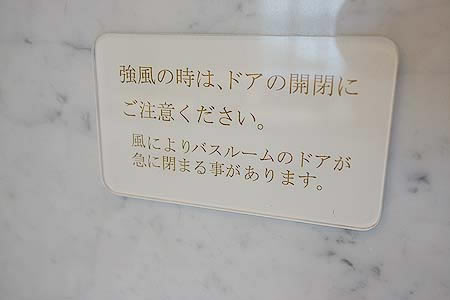 強風の時は、ドアの開閉に
ご注意ください。
風によりバスルームのドアが
急に閉まる事があります。